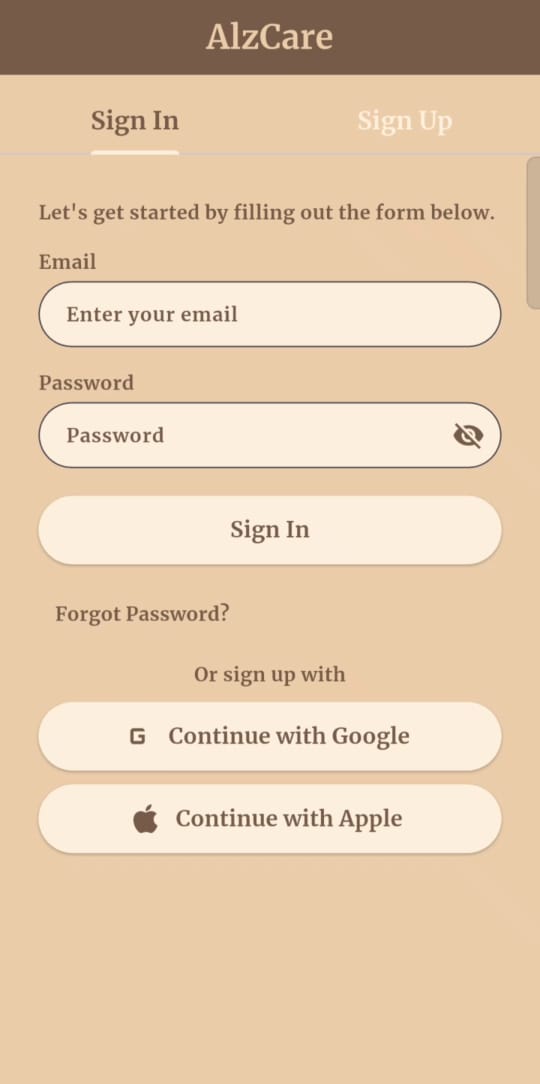 AlzCare
Sign In
Sign Up
Let's get started by filling out the form below.
Email
Enter your email
Password
Password
Sign In
Forgot Password?
Or sign up with
G Continue with Google
Continue with Apple